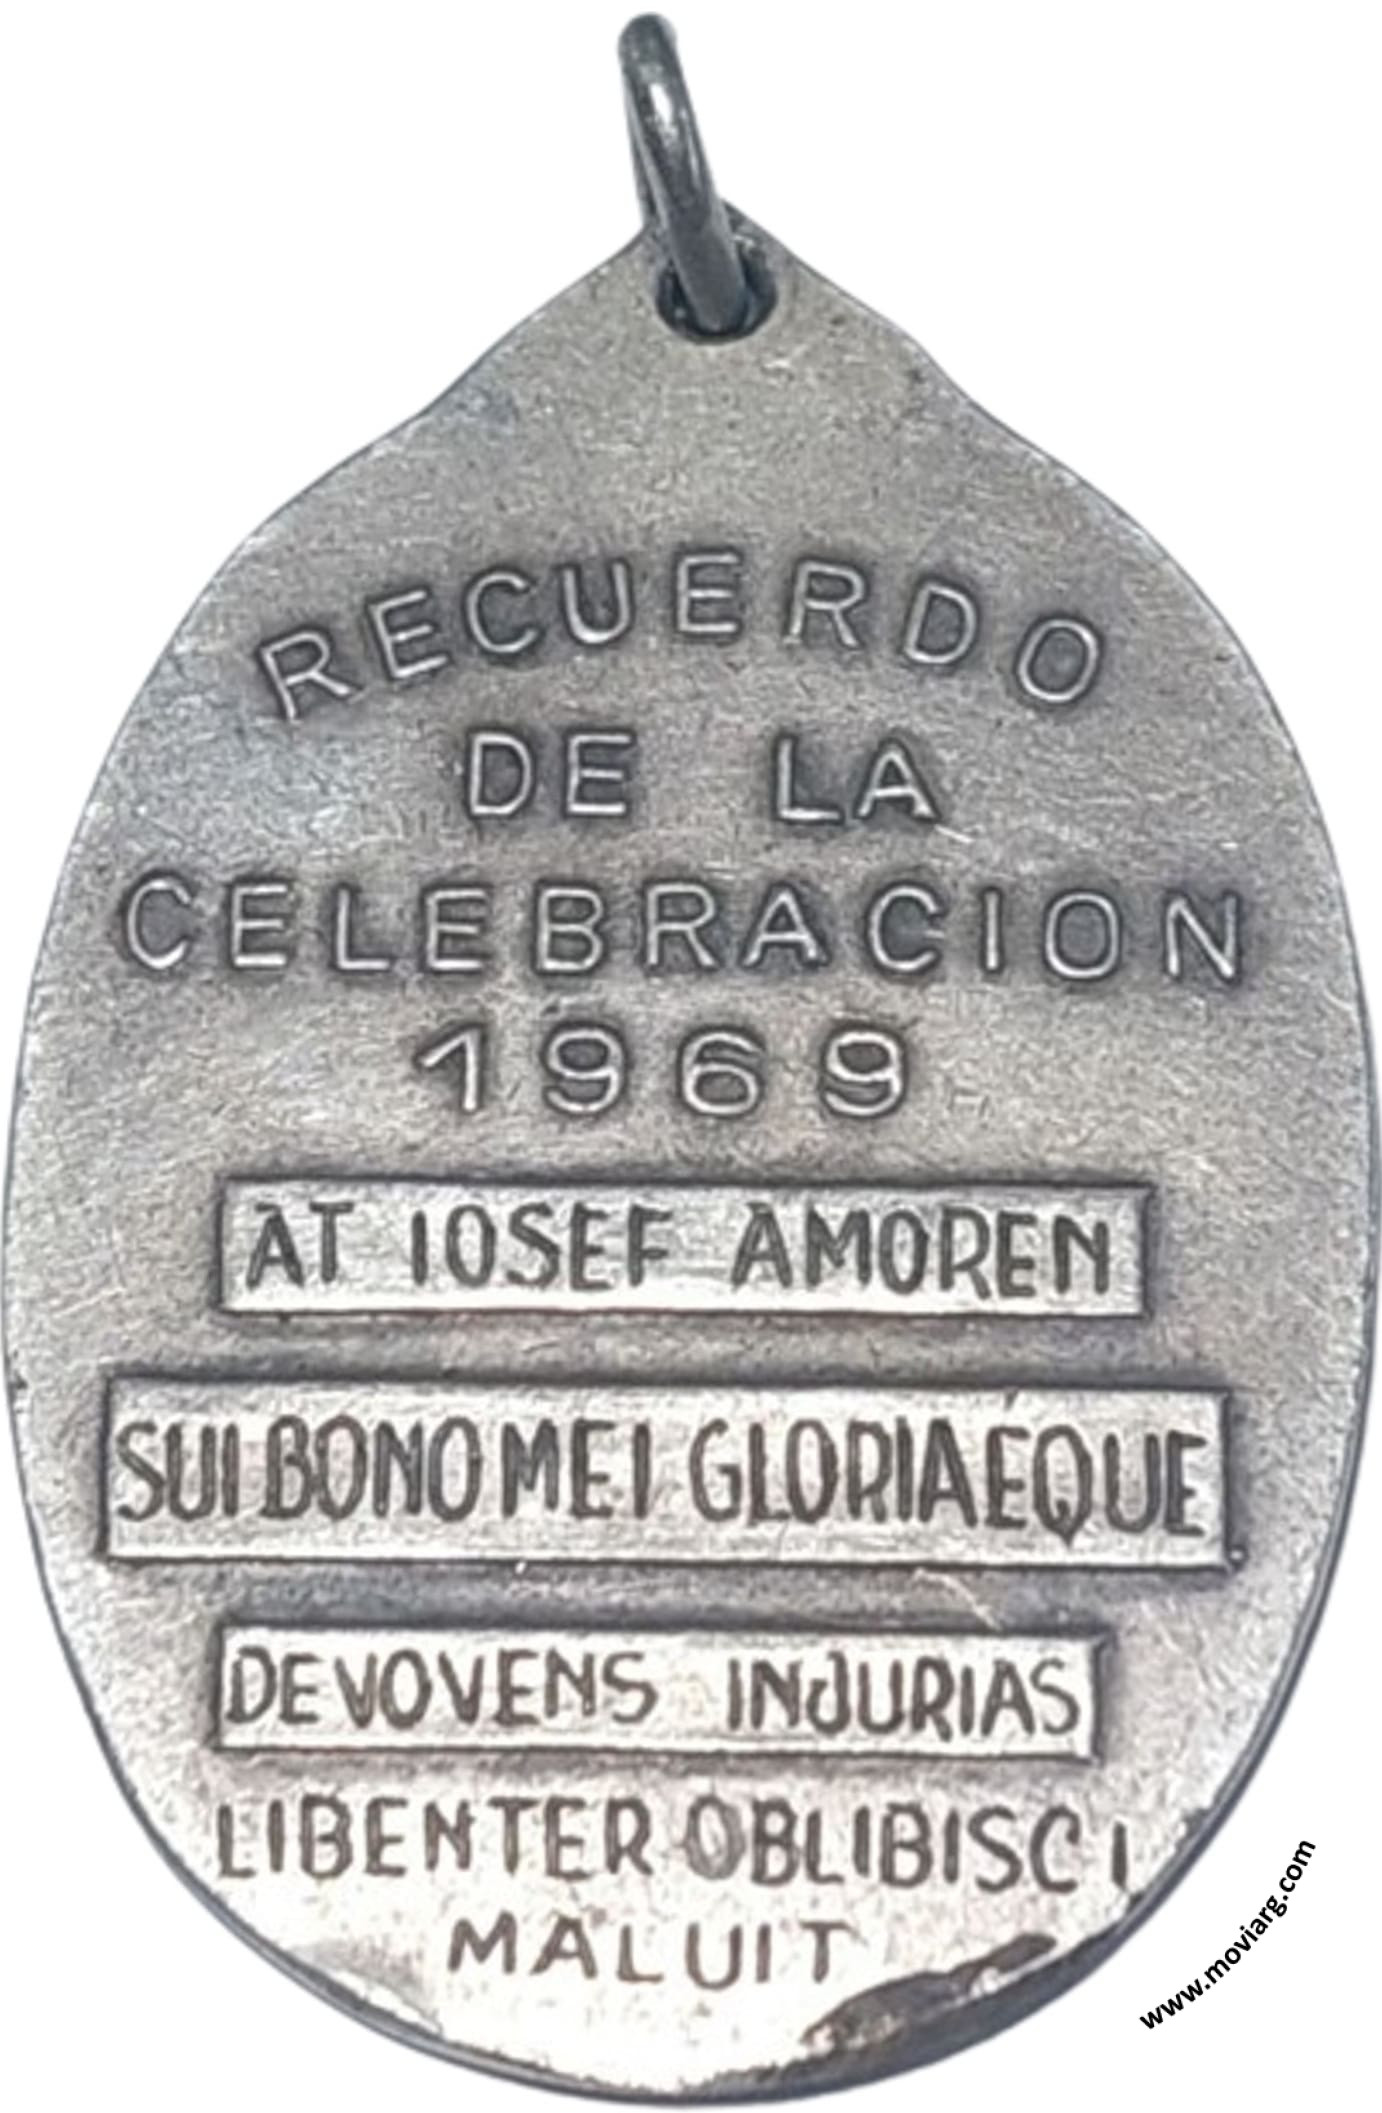 RECUERDO
DE LA
CELEBRACION
1969
AT IOSEF AMOREN
SUI BONO MEI GLORIAEQUE
DEVOVENS INJURIAS
LIBENTER OBLIBISCI
MALUIT
www.moviarg.com